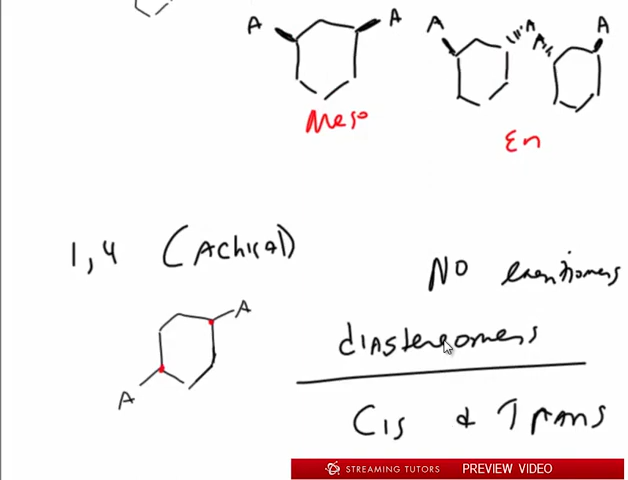 A A A A A A
Meso
En
1,4 (Achiral)
NO enantiomers
diastereomers
A
A
Cis & Trans
STREAMING TUTORS PREVIEW VIDEO